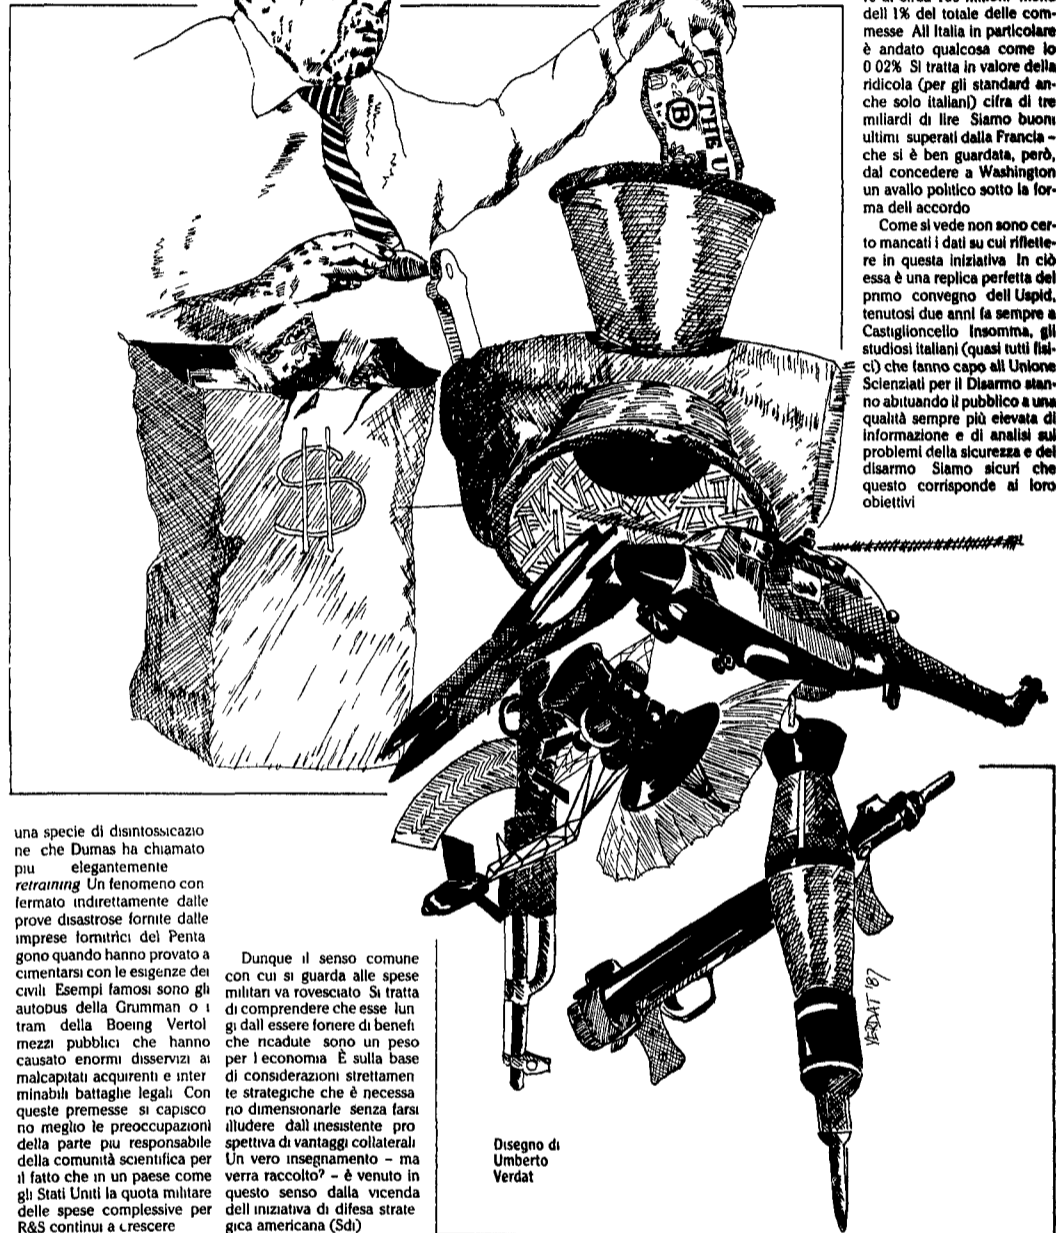 una specie di disintossicazio
ne che Dumas ha chiamato
piu elegantemente
retraining Un fenomeno con
fermato indirettamente dalle
prove disastrose fornite dalle
imprese fornitrici del Penta
gono quando hanno provato a
cimentarsi con le esigenze dei
civili Esempi famosi sono gli
autobus della Grumman o i
tram della Boeing Vertol
mezzi pubblici che hanno
causato enormi disservizi ai
malcapitati acquirenti e inter
minabili battaglie legali Con
queste premesse si capisco
no meglio le preoccupazioni
della parte piu responsabile
della comunità scientifica per
il fatto che in un paese come
gli Stati Uniti la quota militare
delle spese complessive per
R&S continui a crescere
Dunque il senso comune
con cui si guarda alle spese
militari va rovesciato Si tratta
di comprendere che esse lun
gi dall essere foriere di benefi
che ricadute sono un peso
per l economia È sulla base
di considerazioni strettamen
te strategiche che è necessa
rio dimensionarle senza farsi
illudere dall inesistente pro
spettiva di vantaggi collaterali
Un vero insegnamento – ma
verra raccolto? – è venuto in
questo senso dalla vicenda
dell iniziativa di difesa strate
gica americana (Sdi)
dell 1% del totale delle com-
messe All Italia in particolare
è andato qualcosa come lo
0 02% Si tratta in valore della
ridicola (per gli standard an-
che solo italiani) cifra di tre
miliardi di lire Siamo buoni
ultimi superati dalla Francia –
che si è ben guardata, però,
dal concedere a Washington
un avallo politico sotto la for-
ma dell accordo
Come si vede non sono cer-
to mancati i dati su cui riflette-
re in questa iniziativa In ciò
essa è una replica perfetta del
primo convegno dell Uspid,
tenutosi due anni fa sempre a
Castiglioncello Insomma, gli
studiosi italiani (quasi tutti fisi-
ci) che fanno capo all Unione
Scienziati per il Disarmo stan-
no abituando il pubblico a una
qualità sempre più elevata di
informazione e di analisi sui
problemi della sicurezza e del
disarmo Siamo sicuri che
questo corrisponde ai loro
obiettivi
THE U
B
$
VERDAT '87
Disegno di
Umberto
Verdat